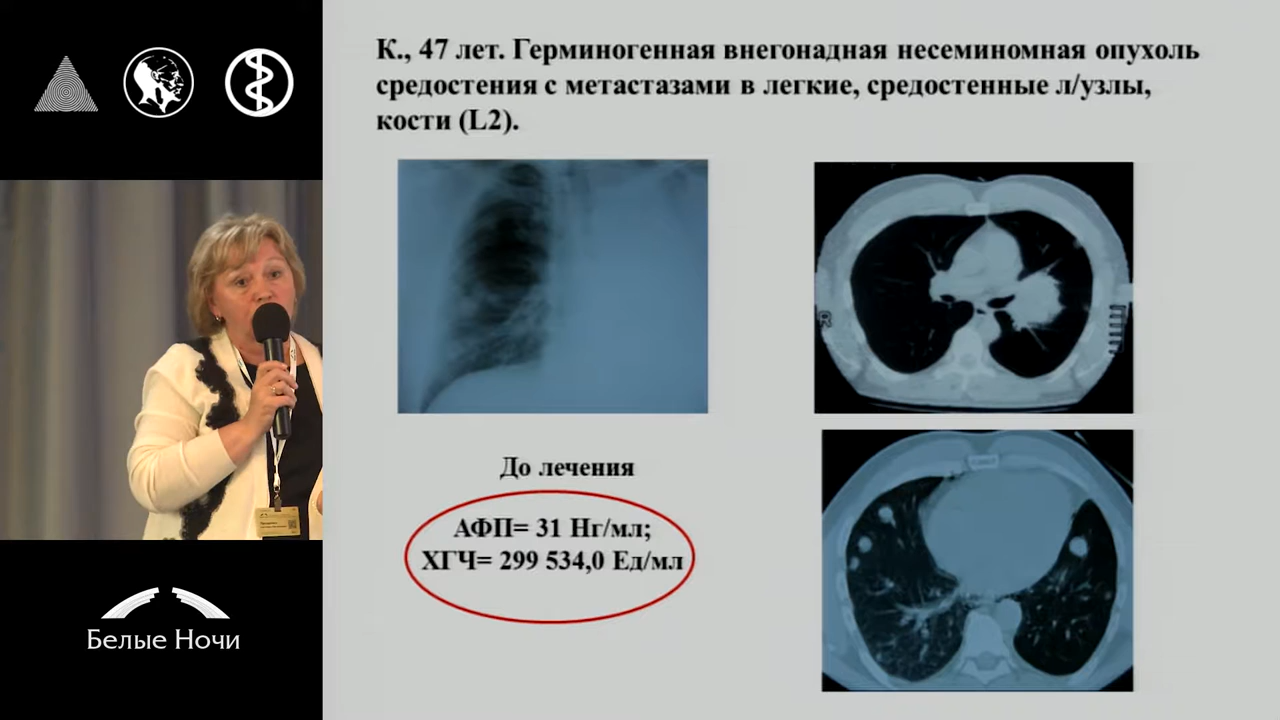 К., 47 лет. Герминогенная внегонадная несеминомная опухоль
средостения с метастазами в легкие, средостенные л/узлы,
кости (L2).
R
До лечения
АФП= 31 Нг/мл;
ХГЧ= 299 534,0 Ед/мл
Белые Ночи